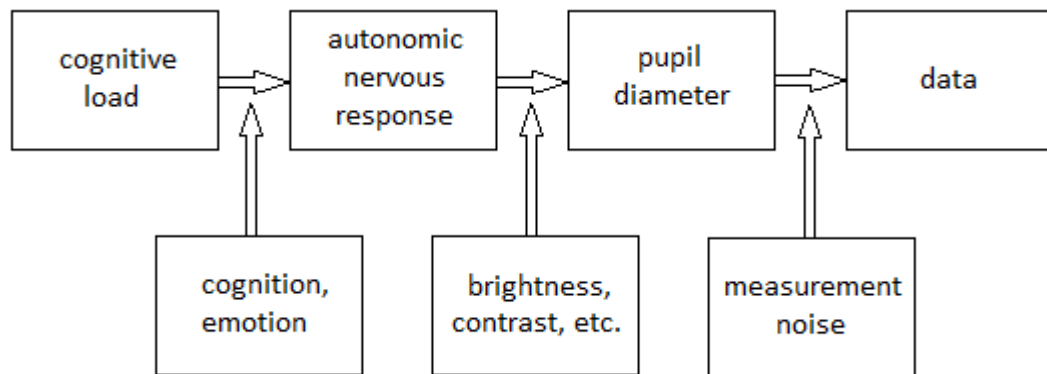 cognitive
load
autonomic
nervous
response
pupil
diameter
data
cognition,
emotion
brightness,
contrast, etc.
measurement
noise